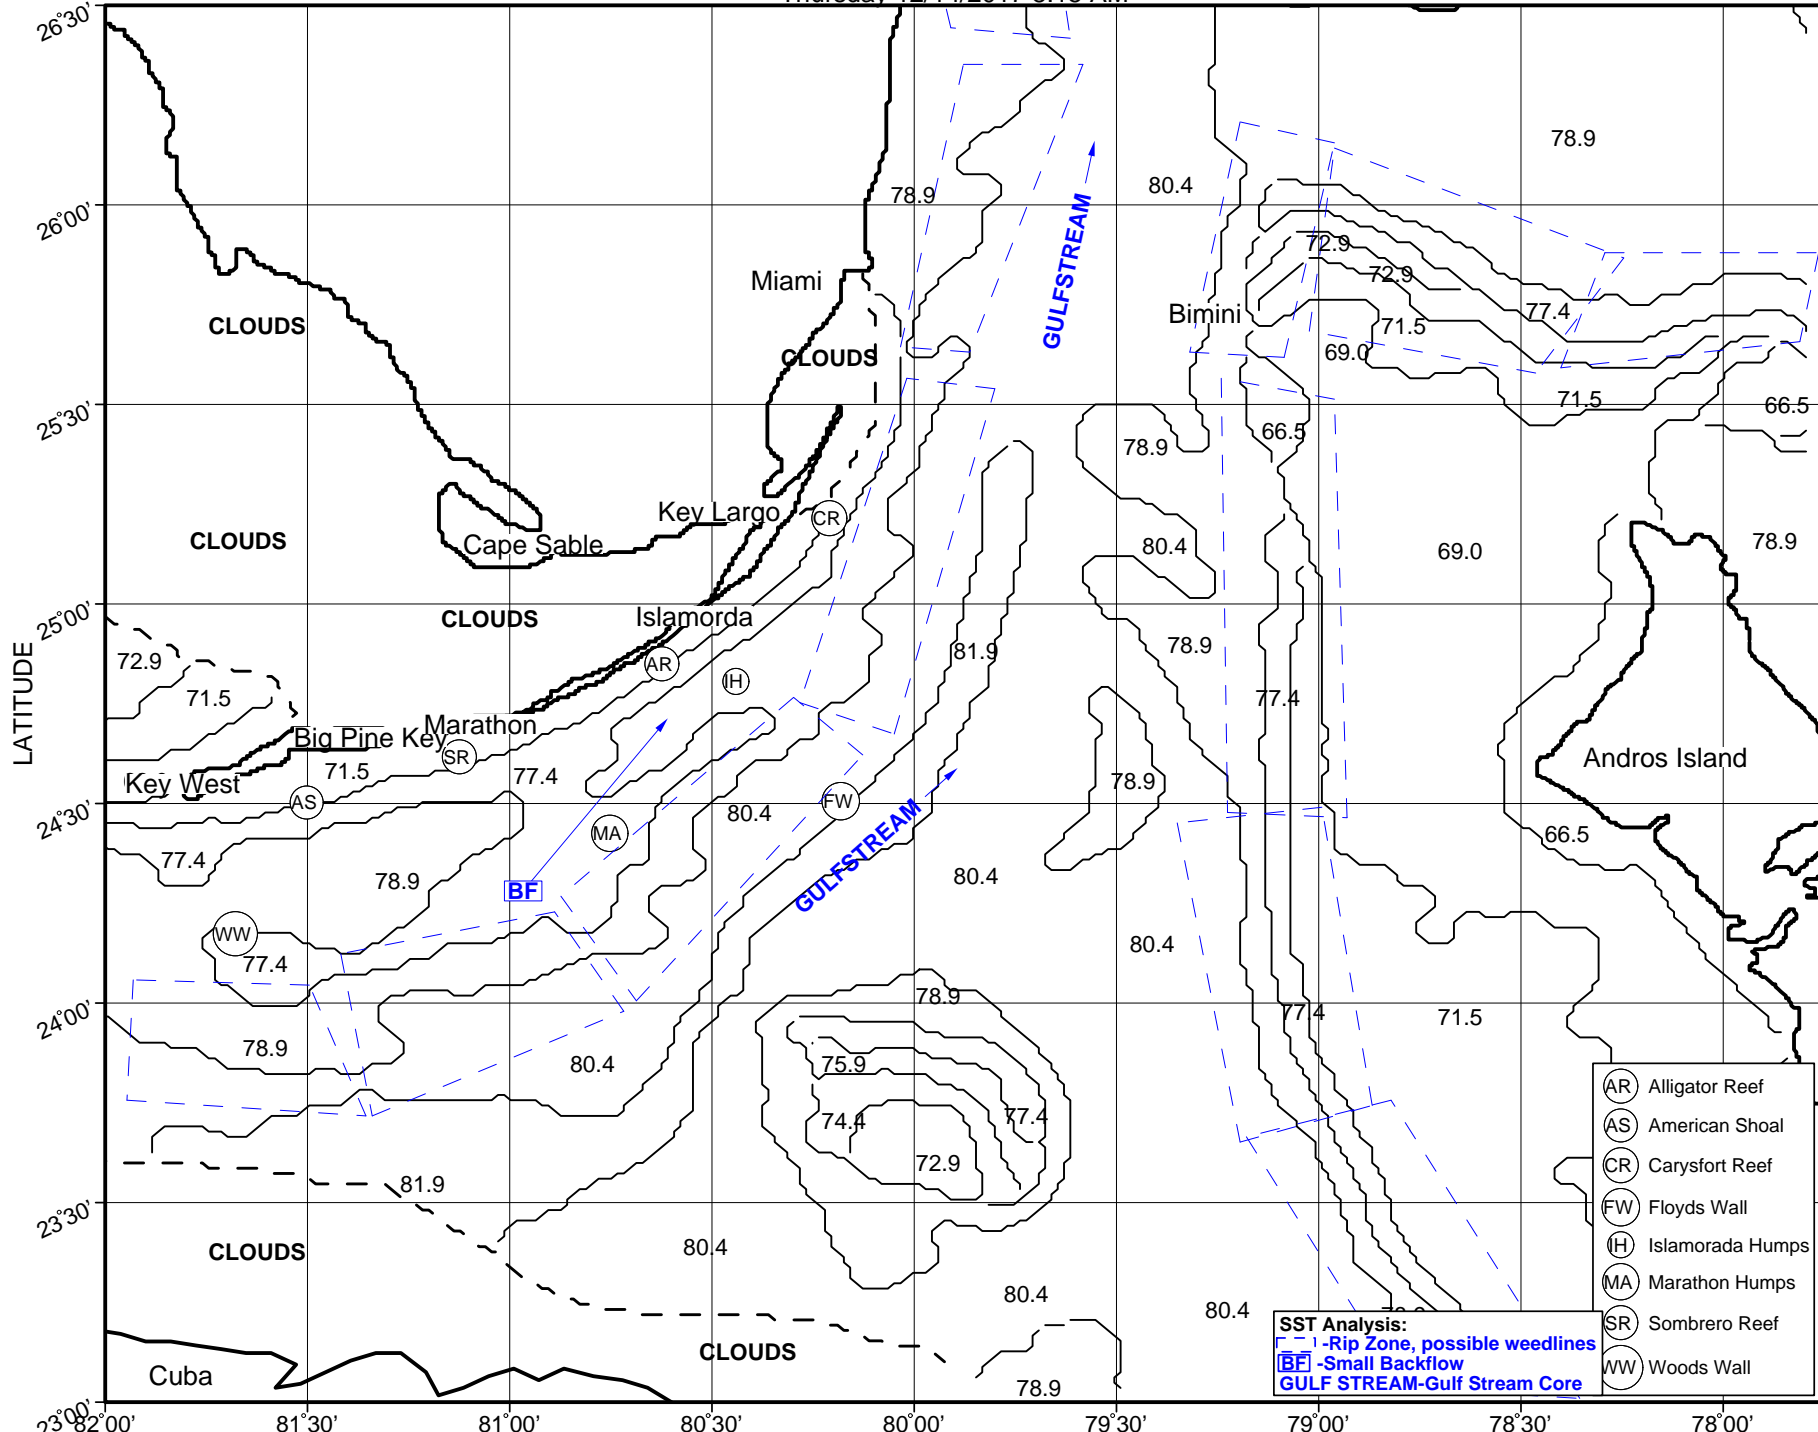 26°30'
78.9
80.4
78.9
26°00'
72.9
72.9
Miami
GULFSTREAM
Bimini
77.4
CLOUDS
71.5
CLOUDS
69.0
25°30'
71.5
66.5
78.9
66.5
Key Largo
CR
CLOUDS
Cape Sable
80.4
69.0
78.9
25°00'
CLOUDS
Islamorda
72.9
AR
81.9
78.9
LATITUDE
71.5
IH
77.4
Marathon
Big Pine Key
SR
Andros Island
71.5
77.4
78.9
Key West
AS
FW
24°30'
80.4
MA
66.5
77.4
GULFSTREAM
78.9
BF
80.4
WW
80.4
77.4
78.9
24°00'
77.4
71.5
78.9
80.4
75.9
AR Alligator Reef
74.4
77.4
AS American Shoal
72.9
CR Carysfort Reef
81.9
23°30'
FW Floyds Wall
CLOUDS
80.4
IH Islamorada Humps
80.4
80.4
MA Marathon Humps
SST Analysis:
SR Sombrero Reef
-Rip Zone, possible weedlines
CLOUDS
BF -Small Backflow
WW Woods Wall
Cuba
78.9
GULF STREAM-Gulf Stream Core
23°00'
82°00'
81°30'
81°00'
80°30'
80°00'
79°30'
79°00'
78°30'
78°00'